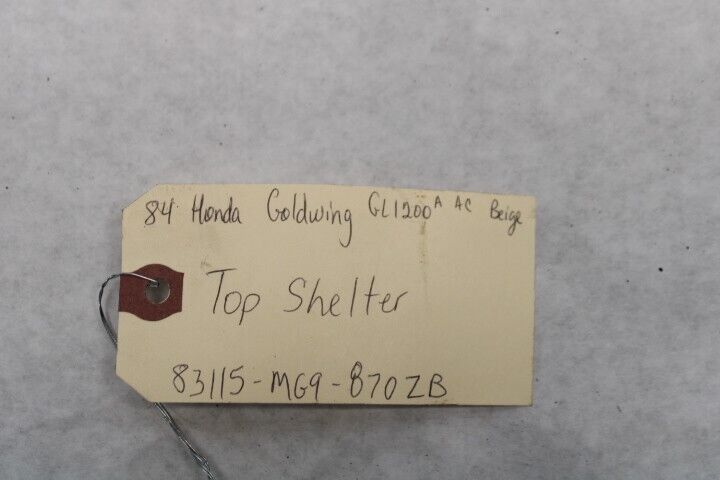 84 Honda Goldwing GL1200A AC Beige
Top Shelter
83115-MG9-870ZB